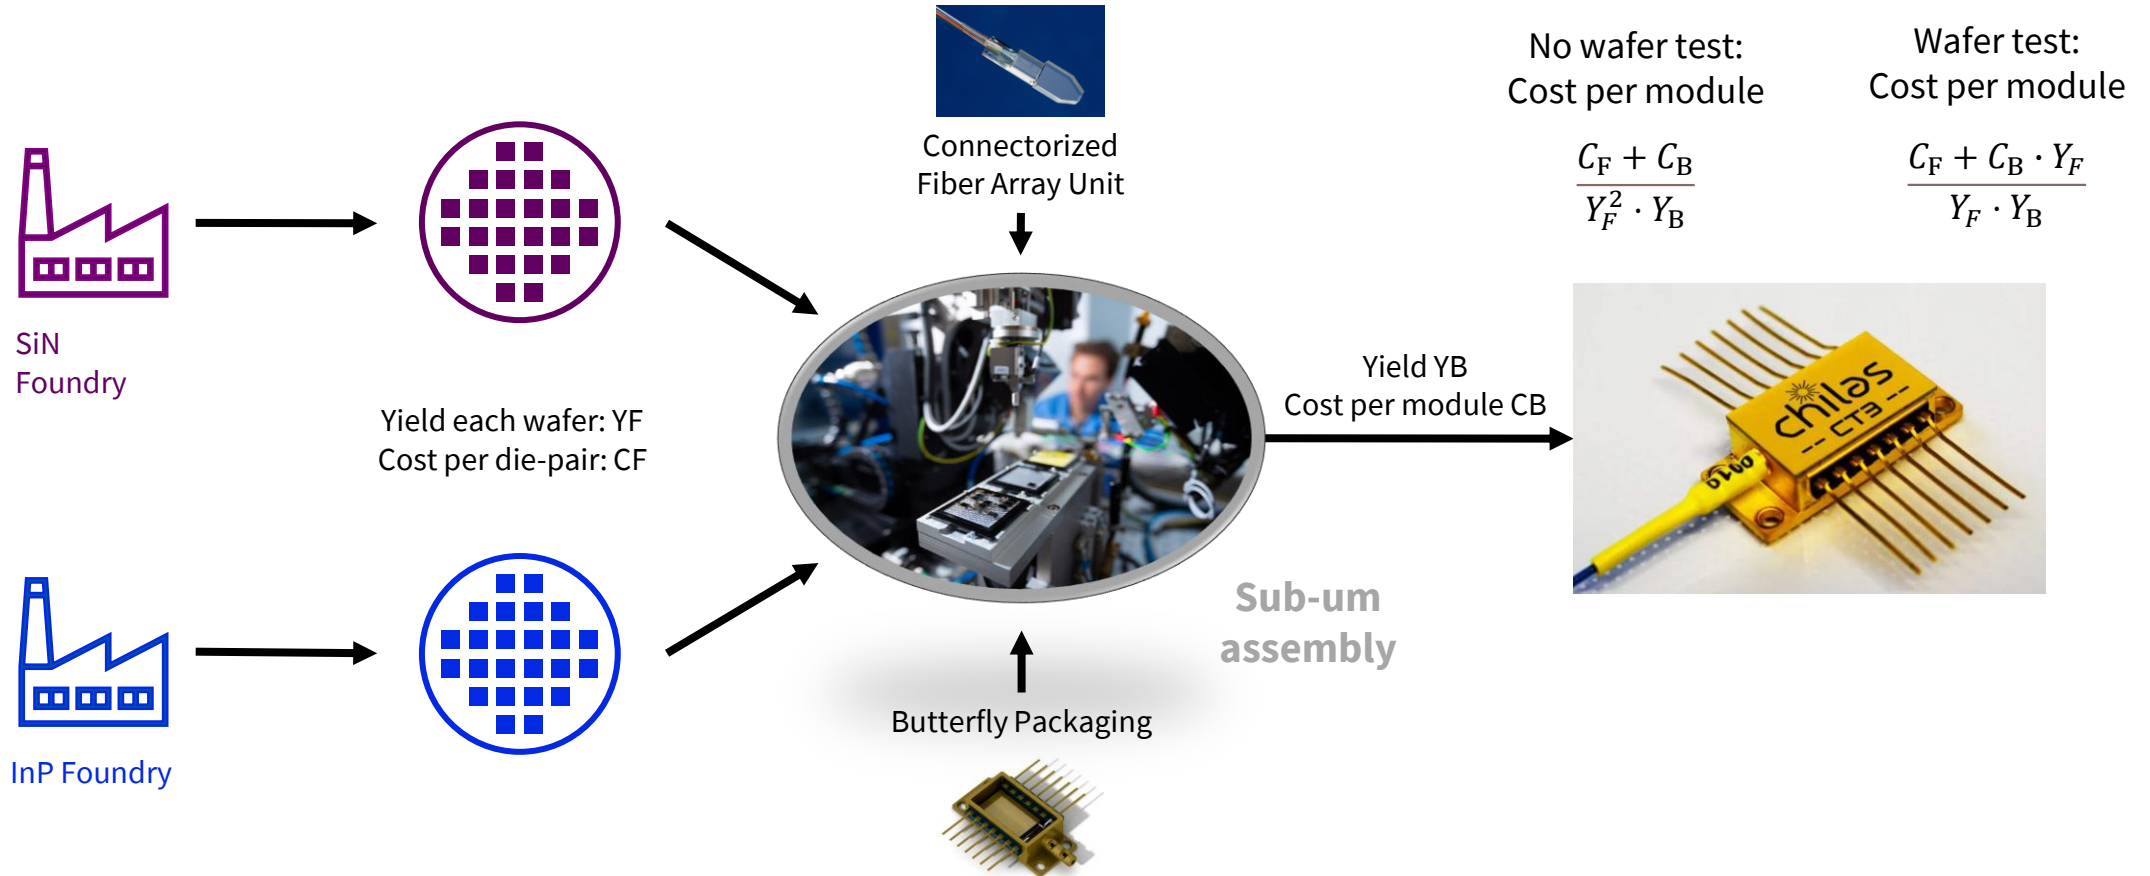 Connectorized
Fiber Array Unit
No wafer test:
Cost per module
C_F + C_B
Y_F^2 · Y_B
Wafer test:
Cost per module
C_F + C_B · Y_F
Y_F · Y_B
SiN
Foundry
Yield each wafer: YF
Cost per die-pair: CF
Yield YB
Cost per module CB
chilas
-- CT3 --
0019
Sub-um
assembly
Butterfly Packaging
InP Foundry